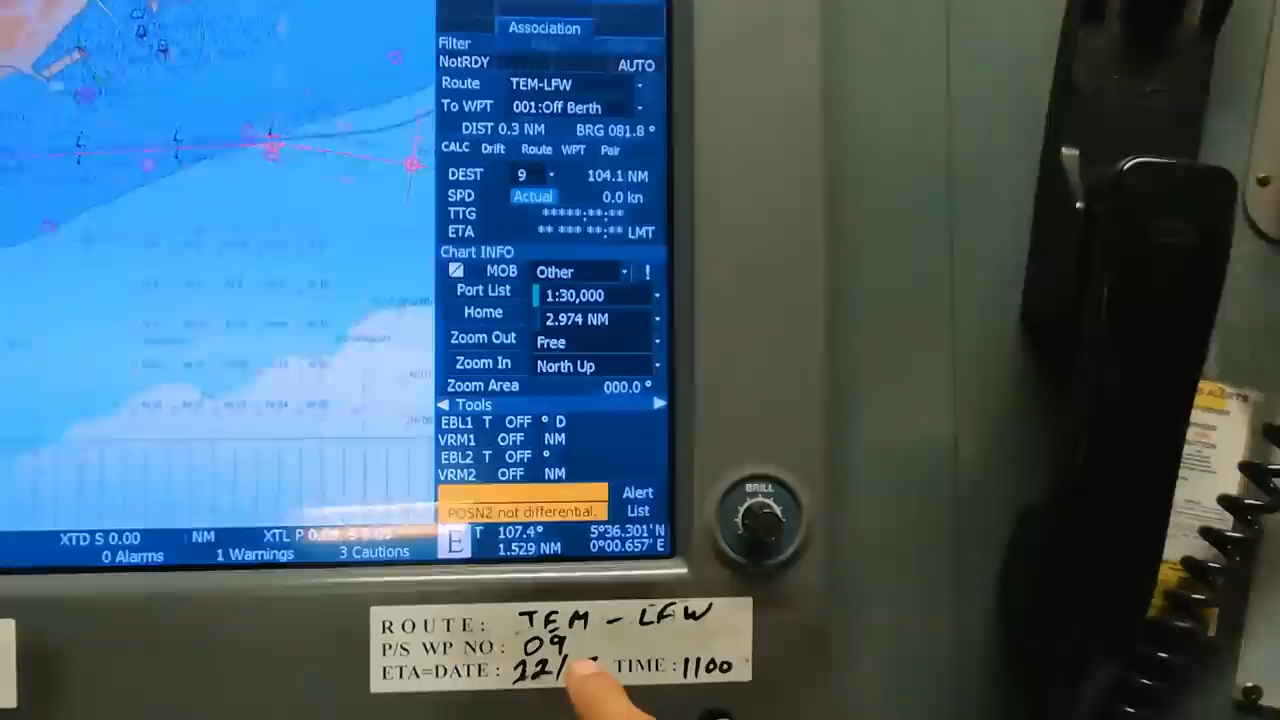 Association
Filter
NotRDY AUTO
Route TEM-LFW
To WPT 001:Off Berth
DIST 0.3 NM BRG 081.8 °
CALC Drift Route WPT Pair
DEST 9 104.1 NM
SPD Actual 0.0 kn
TTG *****:**:**
ETA ** *** **:** LMT
Chart INFO
MOB Other !
Port List 1:30,000
Home 2.974 NM
Zoom Out Free
Zoom In North Up
Zoom Area 000.0 °
Tools
EBL1 T OFF ° D
VRM1 OFF NM
EBL2 T OFF °
VRM2 OFF NM
Alert
POSN2 not differential. List
XTD S 0.00 NM XTL P
0 Alarms 1 Warnings 3 Cautions
E T 107.4° 5°36.301' N
1.529 NM 0°00.657' E
BRILL
ROUTE: TEM - LFW
P/S WP NO: 09
ETA=DATE: 22/ TIME: 1100